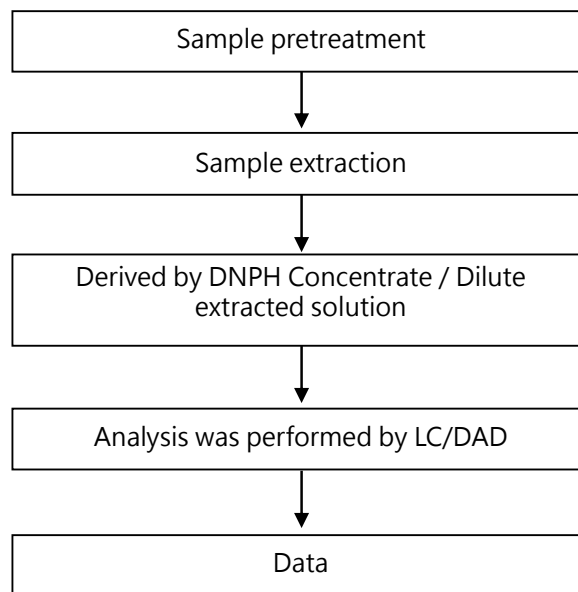 Sample pretreatment
Sample extraction
Derived by DNPH Concentrate / Dilute
extracted solution
Analysis was performed by LC/DAD
Data